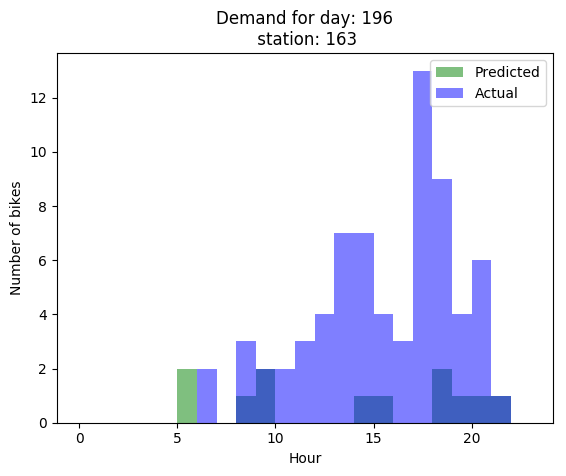 Demand for day: 196
station: 163
Predicted
Actual
Number of bikes
12
10
8
6
4
2
0
0
5
10
15
20
Hour